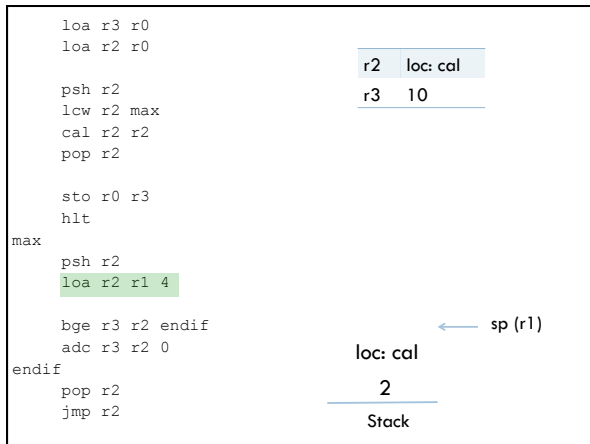 loa r3 r0
loa r2 r0
psh r2
lcw r2 max
cal r2 r2
pop r2
sto r0 r3
hlt
max
psh r2
loa r2 r1 4
bge r3 r2 endif
adc r3 r2 0
endif
pop r2
jmp r2
r2 loc: cal
r3 10
sp (r1)
loc: cal
2
Stack